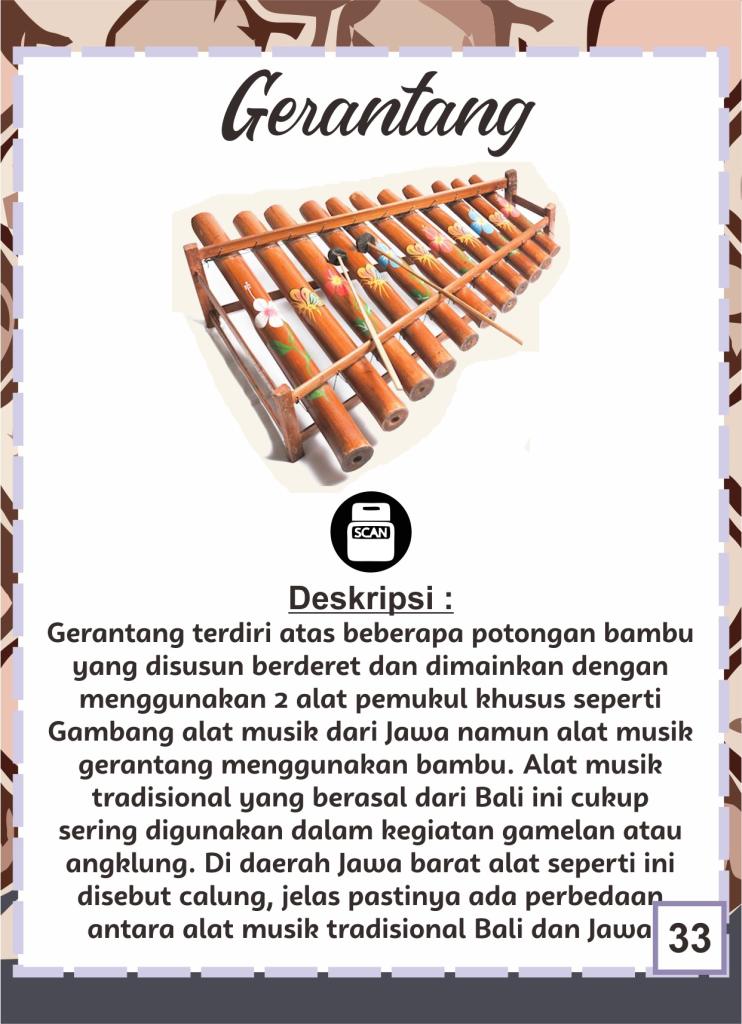 Gerantang
SCAN
Deskripsi :
Gerantang terdiri atas beberapa potongan bambu
yang disusun berderet dan dimainkan dengan
menggunakan 2 alat pemukul khusus seperti
Gambang alat musik dari Jawa namun alat musik
gerantang menggunakan bambu. Alat musik
tradisional yang berasal dari Bali ini cukup
sering digunakan dalam kegiatan gamelan atau
angklung. Di daerah Jawa barat alat seperti ini
disebut calung, jelas pastinya ada perbedaan
antara alat musik tradisional Bali dan Jawa
33